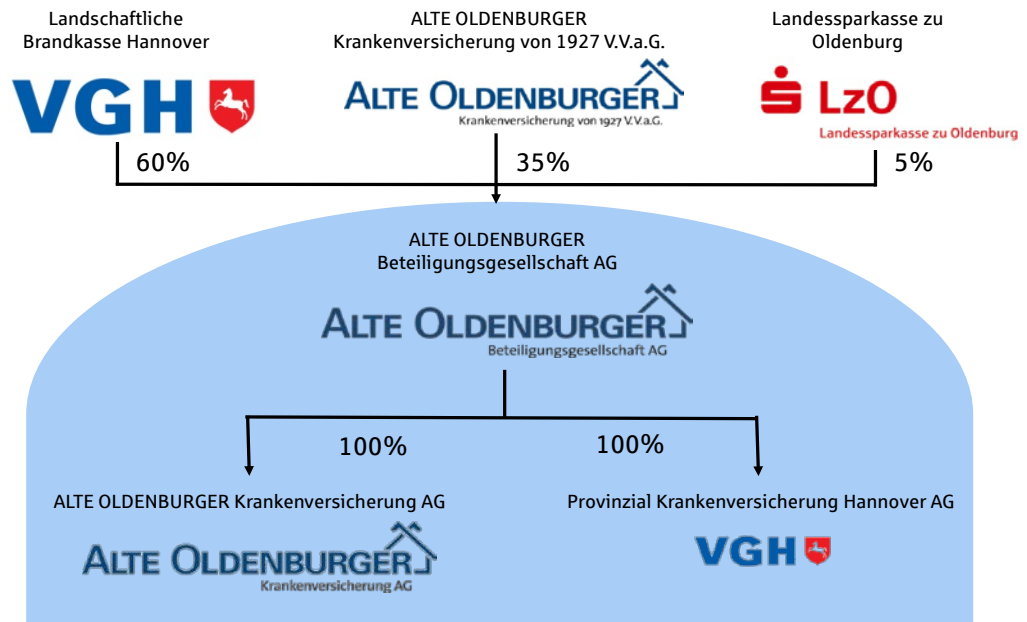 Landschaftliche
Brandkasse Hannover
VGH
ALTE OLDENBURGER
Krankenversicherung von 1927 V.V.a.G.
ALTE OLDENBURGER
Krankenversicherung von 1927 V.V.a.G.
Landessparkasse zu
Oldenburg
LzO
Landessparkasse zu Oldenburg
60%
35%
5%
ALTE OLDENBURGER
Beteiligungsgesellschaft AG
ALTE OLDENBURGER
Beteiligungsgesellschaft AG
100%
100%
ALTE OLDENBURGER Krankenversicherung AG
ALTE OLDENBURGER
Krankenversicherung AG
Provinzial Krankenversicherung Hannover AG
VGH